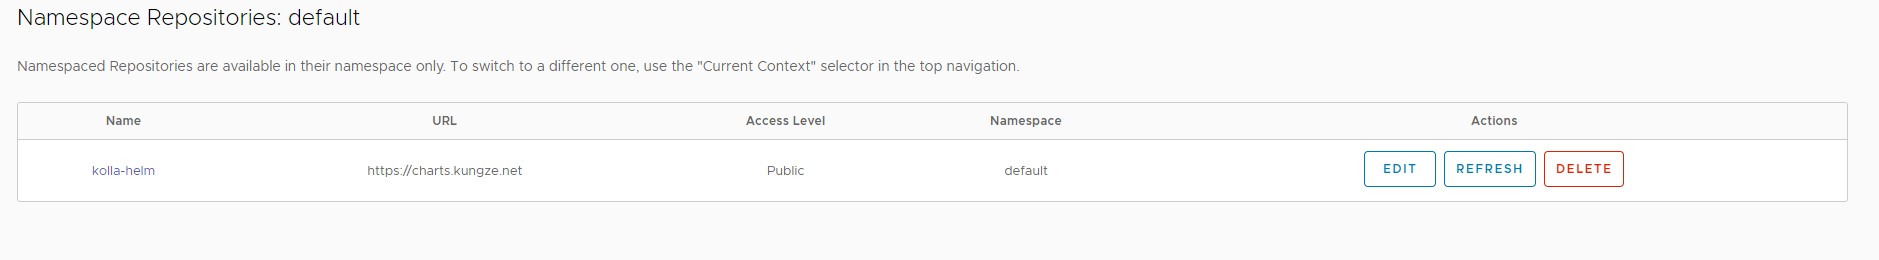 Namespace Repositories: default
Namespaced Repositories are available in their namespace only. To switch to a different one, use the "Current Context" selector in the top navigation.
Name URL Access Level Namespace Actions
kolla-helm https://charts.kungze.net Public default EDIT REFRESH DELETE